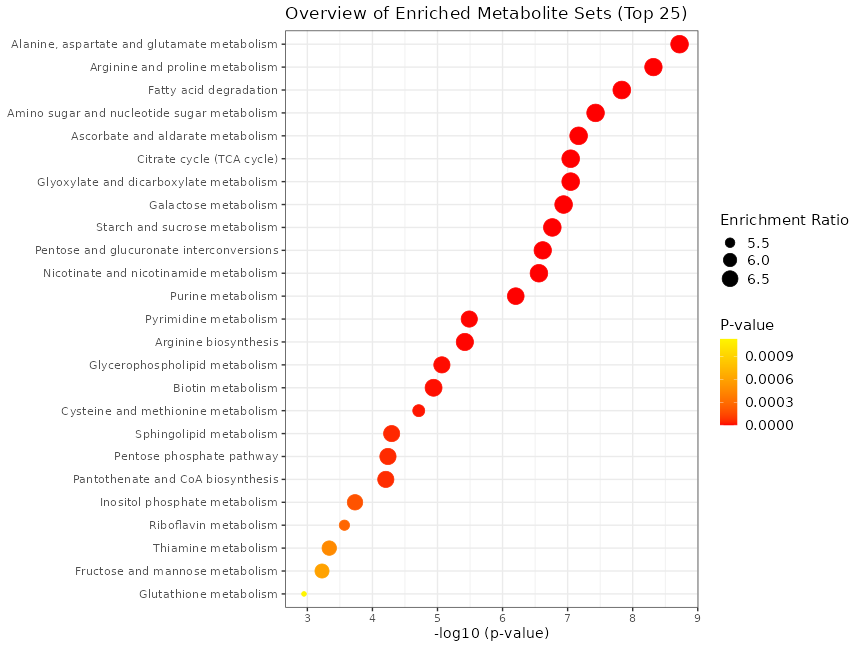 Overview of Enriched Metabolite Sets (Top 25)
Alanine, aspartate and glutamate metabolism
Arginine and proline metabolism
Fatty acid degradation
Amino sugar and nucleotide sugar metabolism
Ascorbate and aldarate metabolism
Citrate cycle (TCA cycle)
Glyoxylate and dicarboxylate metabolism
Galactose metabolism
Starch and sucrose metabolism
Pentose and glucuronate interconversions
Nicotinate and nicotinamide metabolism
Purine metabolism
Pyrimidine metabolism
Arginine biosynthesis
Glycerophospholipid metabolism
Biotin metabolism
Cysteine and methionine metabolism
Sphingolipid metabolism
Pentose phosphate pathway
Pantothenate and CoA biosynthesis
Inositol phosphate metabolism
Riboflavin metabolism
Thiamine metabolism
Fructose and mannose metabolism
Glutathione metabolism
3 4 5 6 7 8 9
-log10 (p-value)
Enrichment Ratio
5.5
6.0
6.5
P-value
0.0009
0.0006
0.0003
0.0000